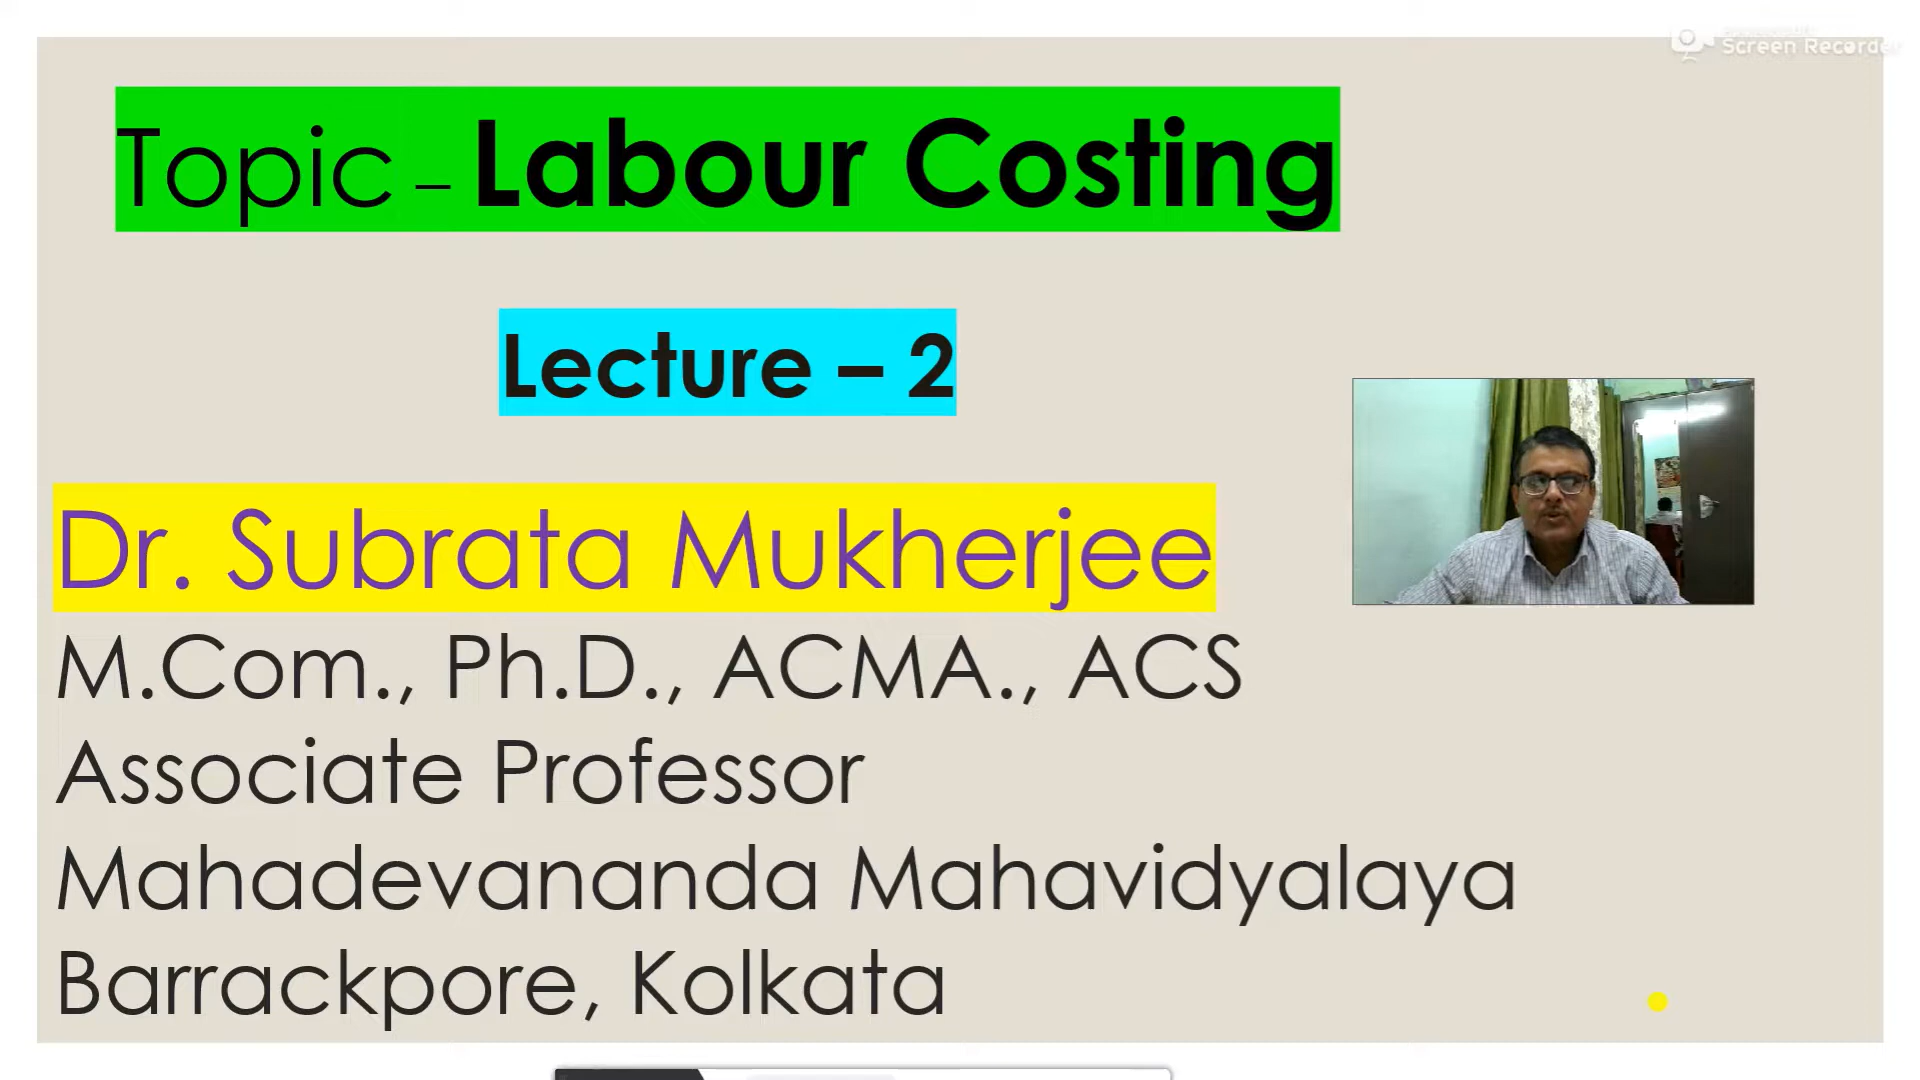 Screen Recorder
Topic – Labour Costing
Lecture – 2
Dr. Subrata Mukherjee
M.Com., Ph.D., ACMA., ACS
Associate Professor
Mahadevananda Mahavidyalaya
Barrackpore, Kolkata